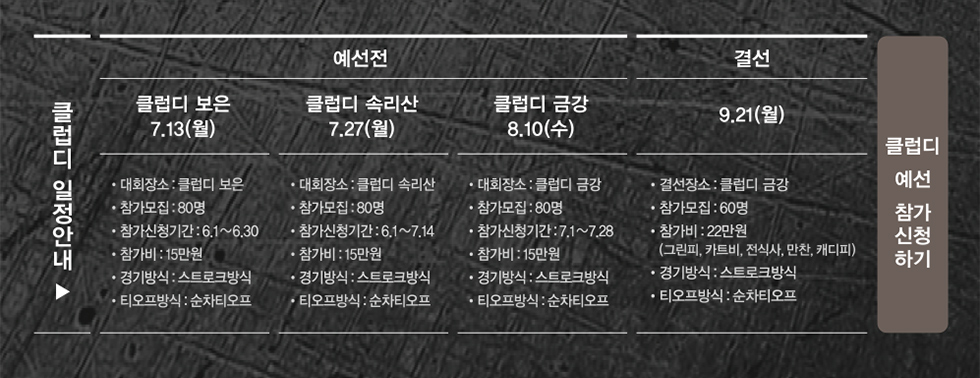 클럽디 일정안내 ▶
예선전
클럽디 보은
7.13(월)
• 대회장소 : 클럽디 보은
• 참가모집 : 80명
• 참가신청기간 : 6.1~6.30
• 참가비 : 15만원
• 경기방식 : 스트로크방식
• 티오프방식 : 순차티오프
클럽디 속리산
7.27(월)
• 대회장소 : 클럽디 속리산
• 참가모집 : 80명
• 참가신청기간 : 6.1~7.14
• 참가비 : 15만원
• 경기방식 : 스트로크방식
• 티오프방식 : 순차티오프
클럽디 금강
8.10(수)
• 대회장소 : 클럽디 금강
• 참가모집 : 80명
• 참가신청기간 : 7.1~7.28
• 참가비 : 15만원
• 경기방식 : 스트로크방식
• 티오프방식 : 순차티오프
결선
9.21(월)
• 결선장소 : 클럽디 금강
• 참가모집 : 60명
• 참가비 : 22만원
(그린피, 카트비, 전식사, 만찬, 캐디피)
• 경기방식 : 스트로크방식
• 티오프방식 : 순차티오프
클럽디
예선
참가
신청
하기